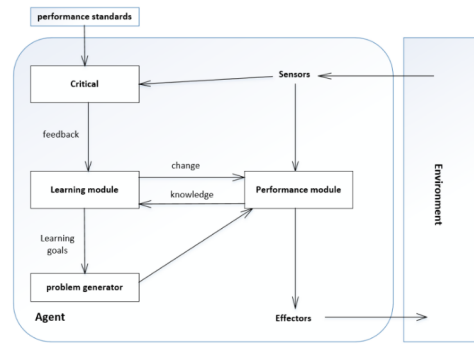 performance standards
Critical
Sensors
feedback
change
Learning module
Performance module
knowledge
Environment
Learning
goals
problem generator
Agent
Effectors